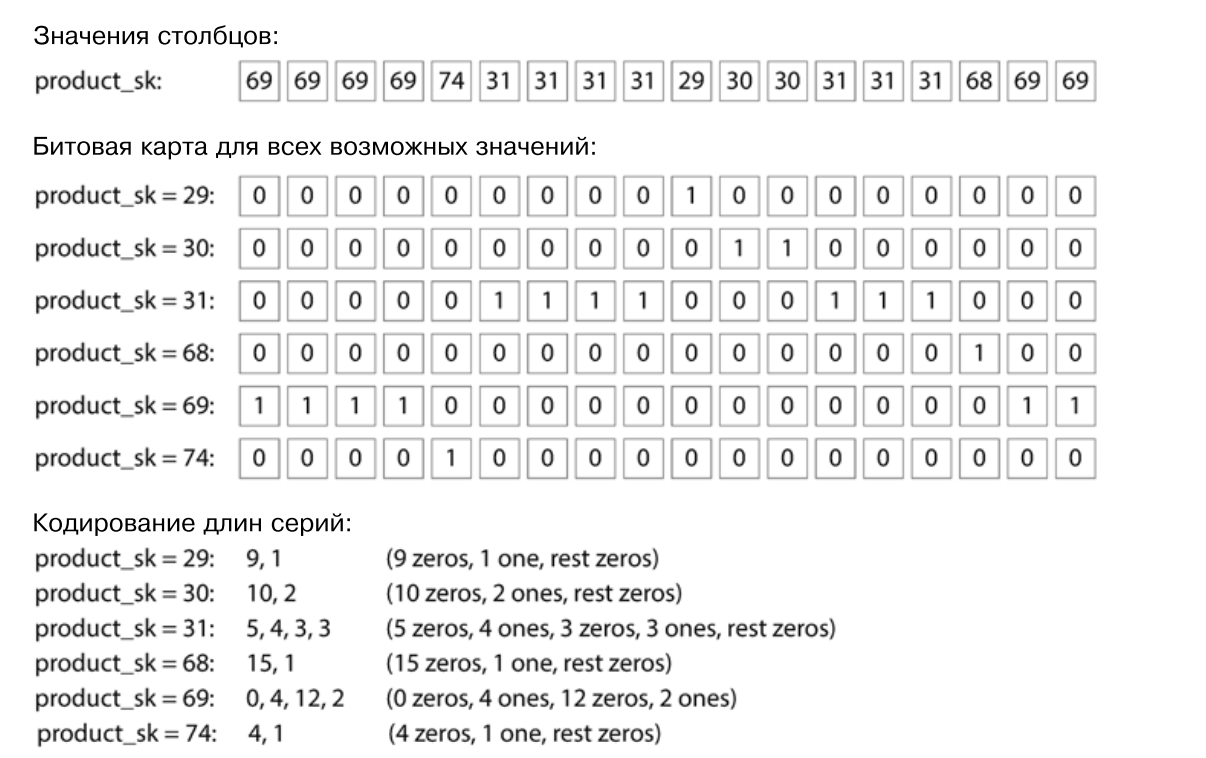 Значения столбцов:
product_sk: 69 69 69 69 74 31 31 31 31 29 30 30 31 31 31 68 69 69
Битовая карта для всех возможных значений:
product_sk = 29: 0 0 0 0 0 0 0 0 0 1 0 0 0 0 0 0 0 0
product_sk = 30: 0 0 0 0 0 0 0 0 0 0 1 1 0 0 0 0 0 0
product_sk = 31: 0 0 0 0 0 1 1 1 1 0 0 0 1 1 1 0 0 0
product_sk = 68: 0 0 0 0 0 0 0 0 0 0 0 0 0 0 0 1 0 0
product_sk = 69: 1 1 1 1 0 0 0 0 0 0 0 0 0 0 0 0 1 1
product_sk = 74: 0 0 0 0 1 0 0 0 0 0 0 0 0 0 0 0 0 0
Кодирование длин серий:
product_sk = 29: 9, 1 (9 zeros, 1 one, rest zeros)
product_sk = 30: 10, 2 (10 zeros, 2 ones, rest zeros)
product_sk = 31: 5, 4, 3, 3 (5 zeros, 4 ones, 3 zeros, 3 ones, rest zeros)
product_sk = 68: 15, 1 (15 zeros, 1 one, rest zeros)
product_sk = 69: 0, 4, 12, 2 (0 zeros, 4 ones, 12 zeros, 2 ones)
product_sk = 74: 4, 1 (4 zeros, 1 one, rest zeros)